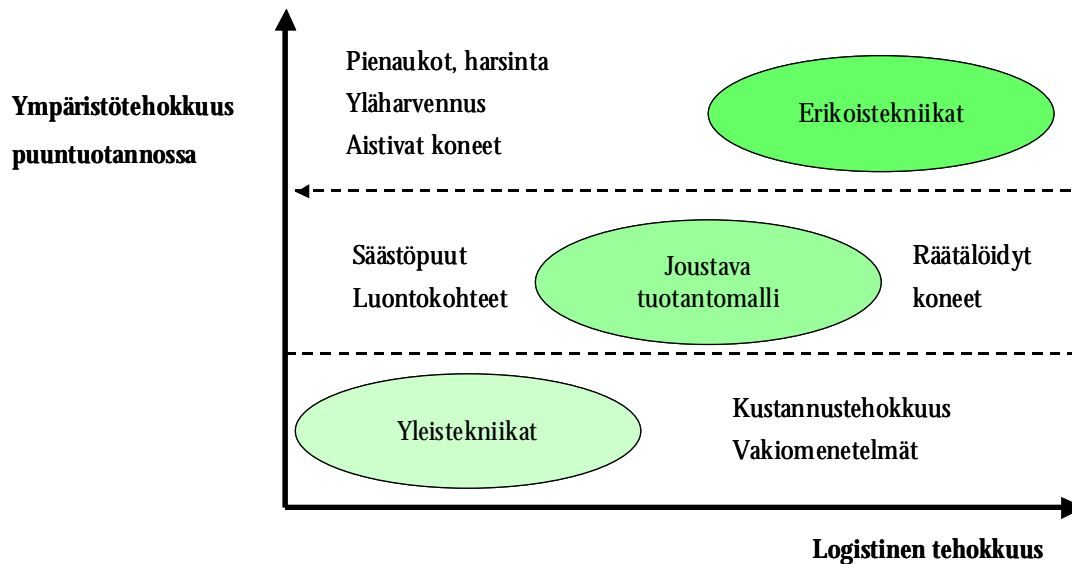 Ympäristötehokkuus
puuntuotannossa
Pienaukot, harsinta
Yläharvennus
Aistivat koneet
Erikoistekniikat
Säästöpuut
Luontokohteet
Joustava
tuotantomalli
Räätälöidyt
koneet
Yleistekniikat
Kustannustehokkuus
Vakiomenetelmät
Logistinen tehokkuus